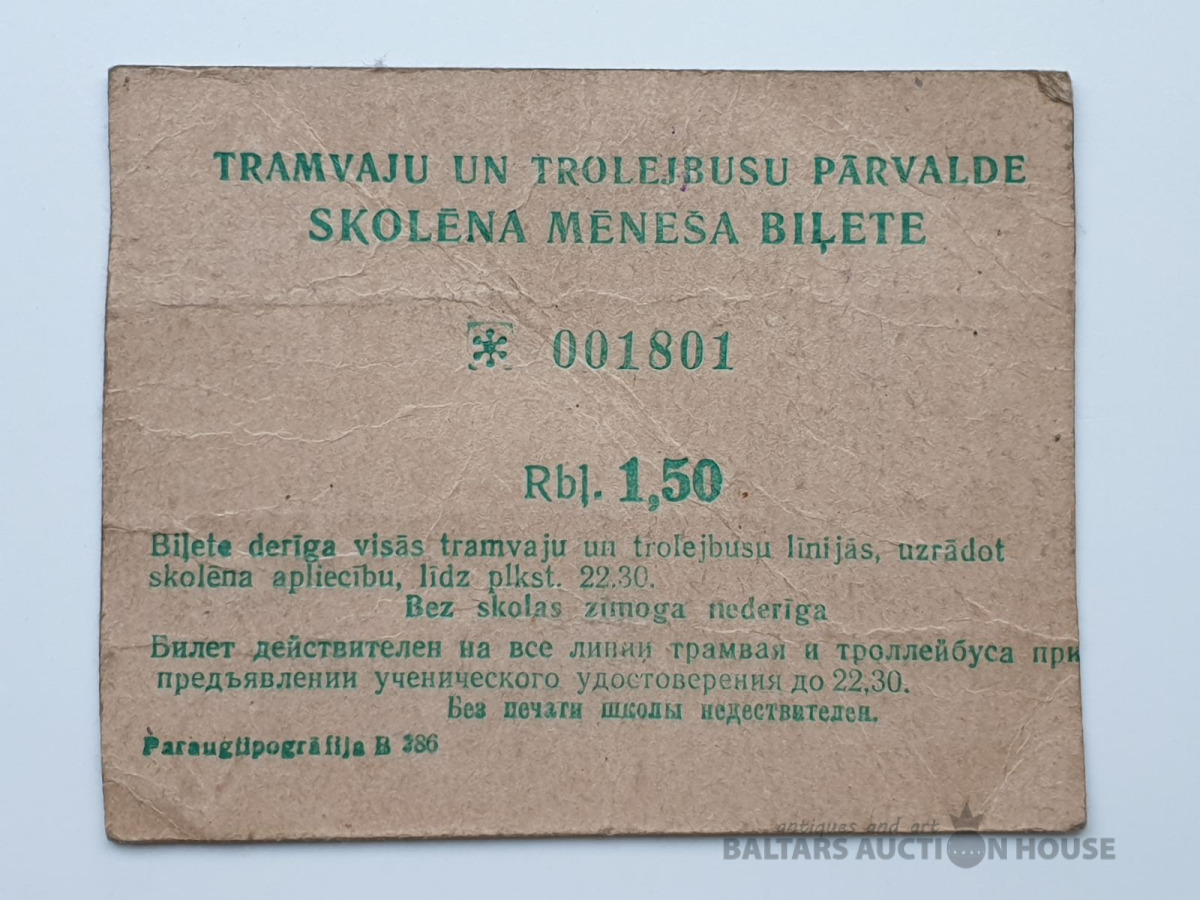 TRAMVAJU UN TROLEJBUSU PĀRVALDE
SKOLĒNA MĒNEŠA BIĻETE
001801
Rbļ. 1,50
Biļete derīga visās tramvaju un trolejbusu līnijās, uzrādot
skolēna apliecību, līdz plkst. 22.30.
Bez skolas zīmoga nederīga
Билет действителен на все линии трамвая и троллейбуса при
предъявлении ученического удостоверения до 22,30.
Без печати школы недествителен.
Paraugtipogrāfija B 386
antiques and art
BALTARS AUCTION HOUSE